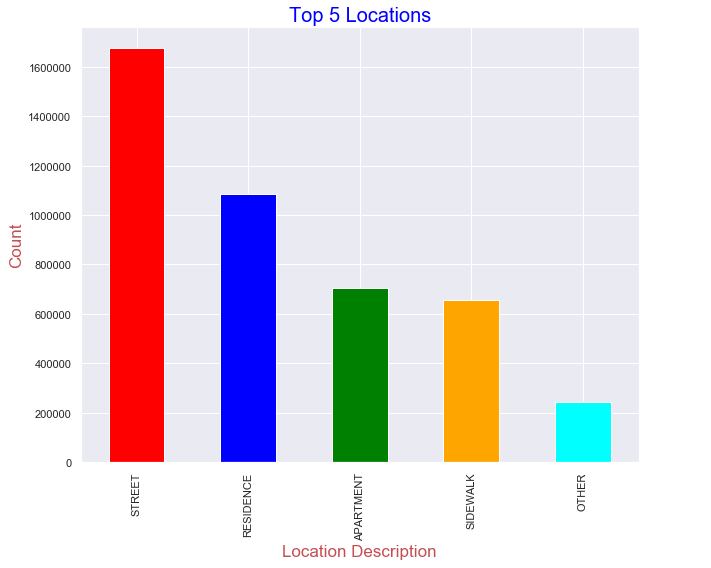 Top 5 Locations
Count
1600000
1400000
1200000
1000000
800000
600000
400000
200000
0
STREET
RESIDENCE
APARTMENT
SIDEWALK
OTHER
Location Description